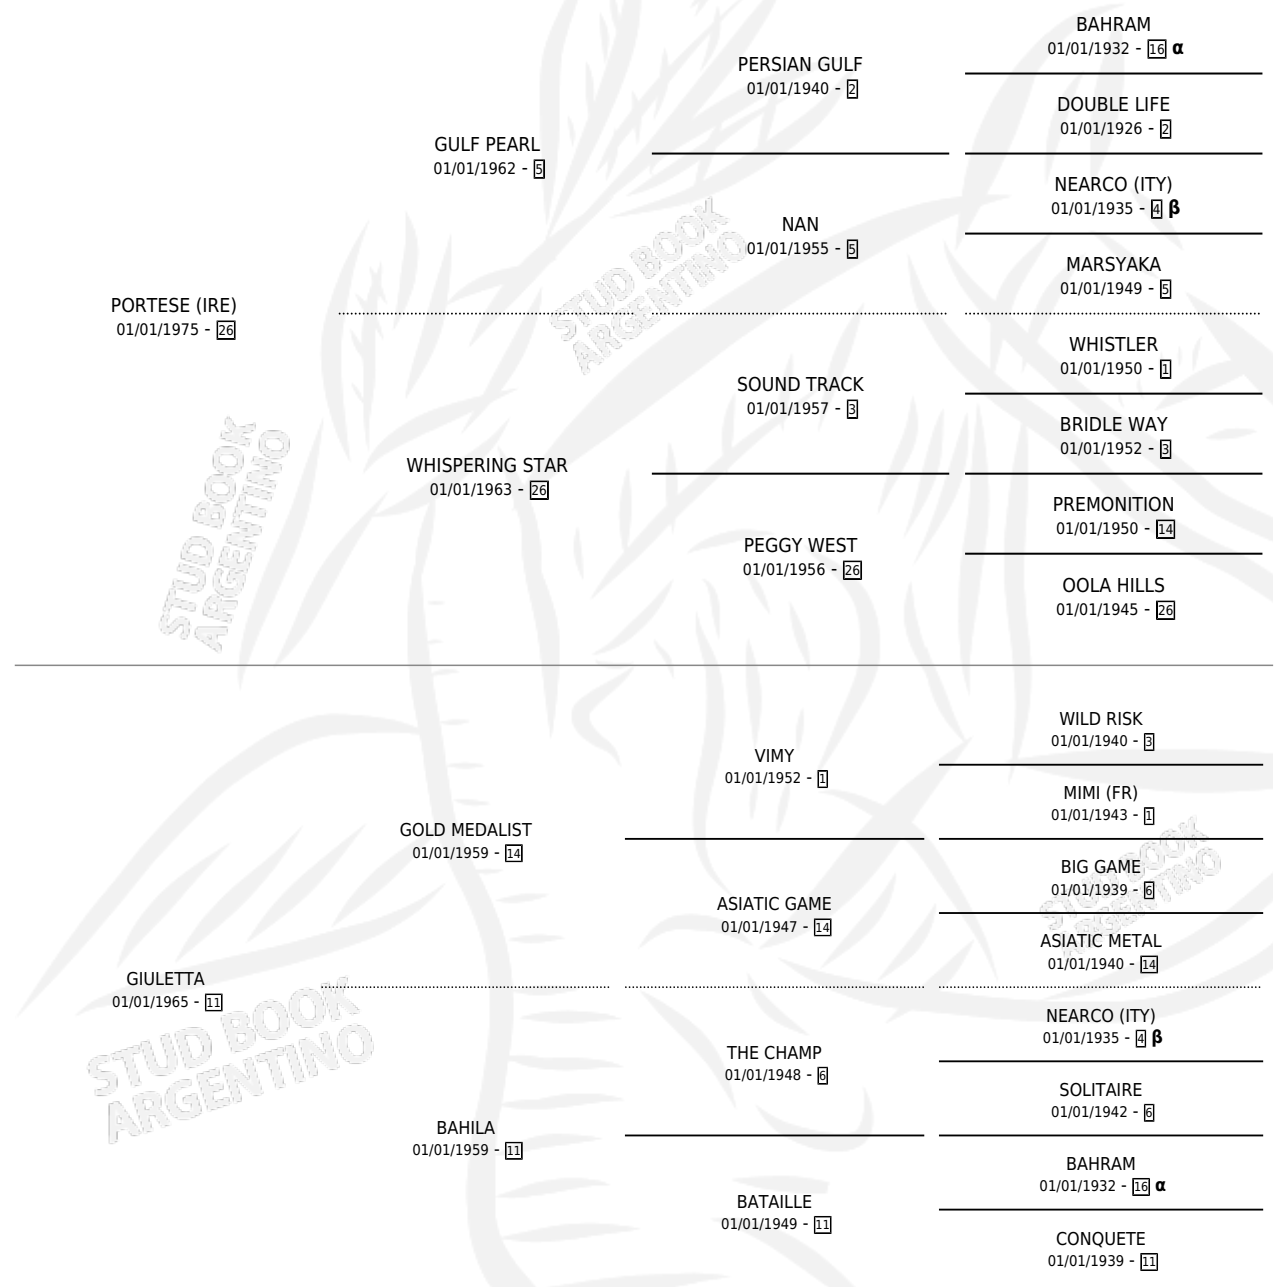 BAHRAM
01/01/1932 - 16 α
PERSIAN GULF
01/01/1940 - 2
DOUBLE LIFE
01/01/1926 - 2
GULF PEARL
01/01/1962 - 5
NEARCO (ITY)
01/01/1935 - 4 β
NAN
01/01/1955 - 5
MARSYAKA
01/01/1949 - 5
PORTESE (IRE)
01/01/1975 - 26
WHISTLER
01/01/1950 - 1
SOUND TRACK
01/01/1957 - 3
BRIDLE WAY
01/01/1952 - 3
WHISPERING STAR
01/01/1963 - 26
PREMONITION
01/01/1950 - 14
PEGGY WEST
01/01/1956 - 26
OOLA HILLS
01/01/1945 - 26
WILD RISK
01/01/1940 - 3
VIMY
01/01/1952 - 1
MIMI (FR)
01/01/1943 - 1
GOLD MEDALIST
01/01/1959 - 14
BIG GAME
01/01/1939 - 6
ASIATIC GAME
01/01/1947 - 14
ASIATIC METAL
01/01/1940 - 14
GIULETTA
01/01/1965 - 11
NEARCO (ITY)
01/01/1935 - 4 β
THE CHAMP
01/01/1948 - 6
SOLITAIRE
01/01/1942 - 6
BAHILA
01/01/1959 - 11
BAHRAM
01/01/1932 - 16 α
BATAILLE
01/01/1949 - 11
CONQUETE
01/01/1939 - 11
STUD BOOK
ARGENTINO
STUD BOOK
ARGENTINO
STUD BOOK
ARGENTINO
STUD BOOK
ARGENTINO